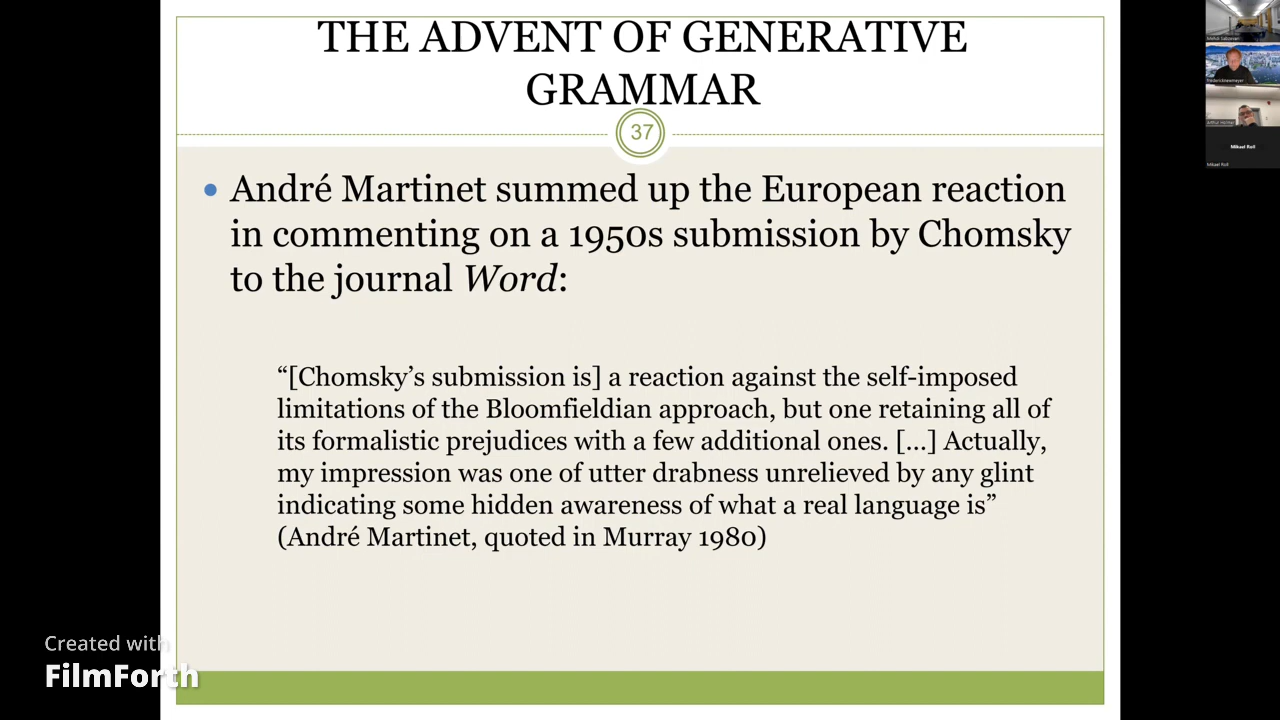 THE ADVENT OF GENERATIVE
GRAMMAR
37
• André Martinet summed up the European reaction
in commenting on a 1950s submission by Chomsky
to the journal Word:
“[Chomsky’s submission is] a reaction against the self-imposed
limitations of the Bloomfieldian approach, but one retaining all of
its formalistic prejudices with a few additional ones. [...] Actually,
my impression was one of utter drabness unrelieved by any glint
indicating some hidden awareness of what a real language is”
(André Martinet, quoted in Murray 1980)
Created with
FilmForth
Mikael Roll
Mikael Roll